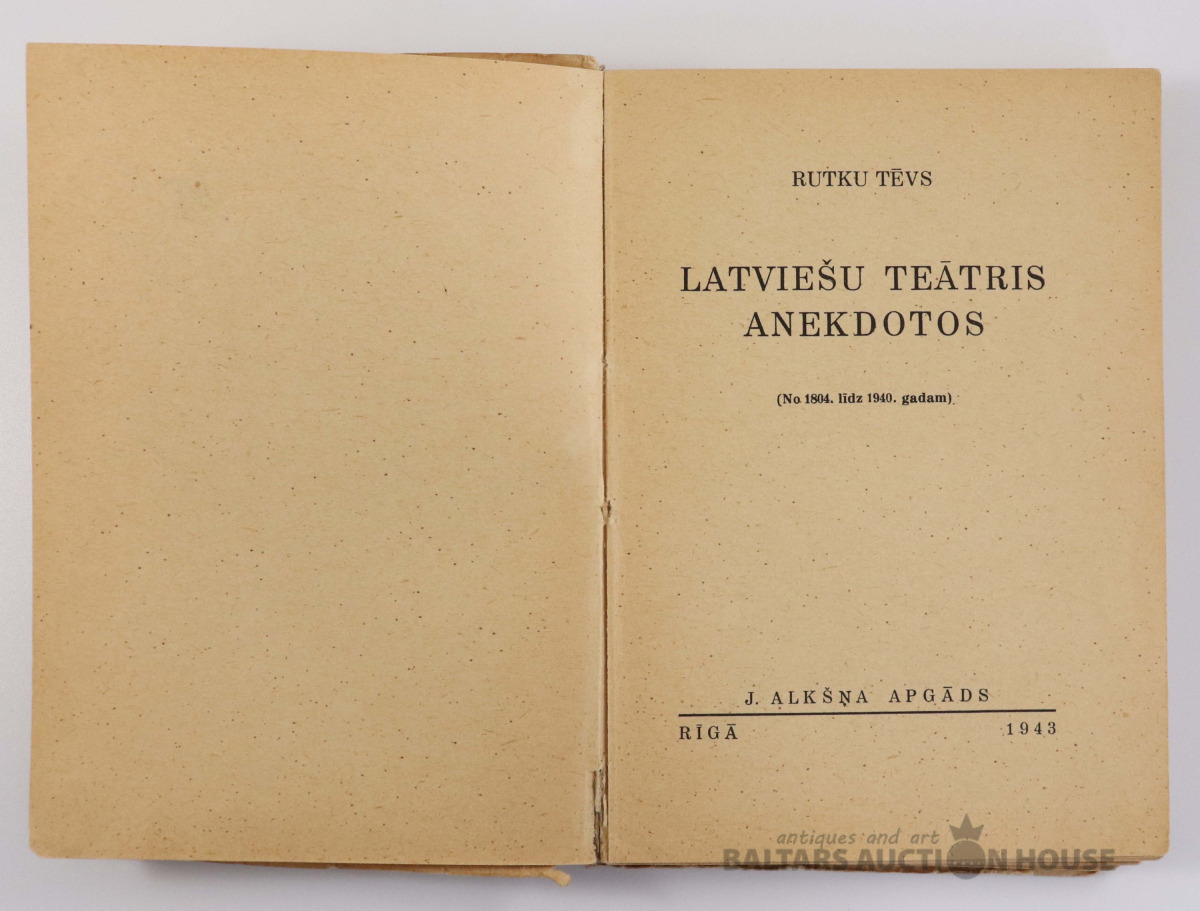 RUTKU TĒVS
LATVIEŠU TEĀTRIS
ANEKDOTOS
(No 1804. līdz 1940. gadam)
J. ALKŠŅA APGĀDS
RĪGĀ 1943
antiques and art
BALTARS AUCTION HOUSE